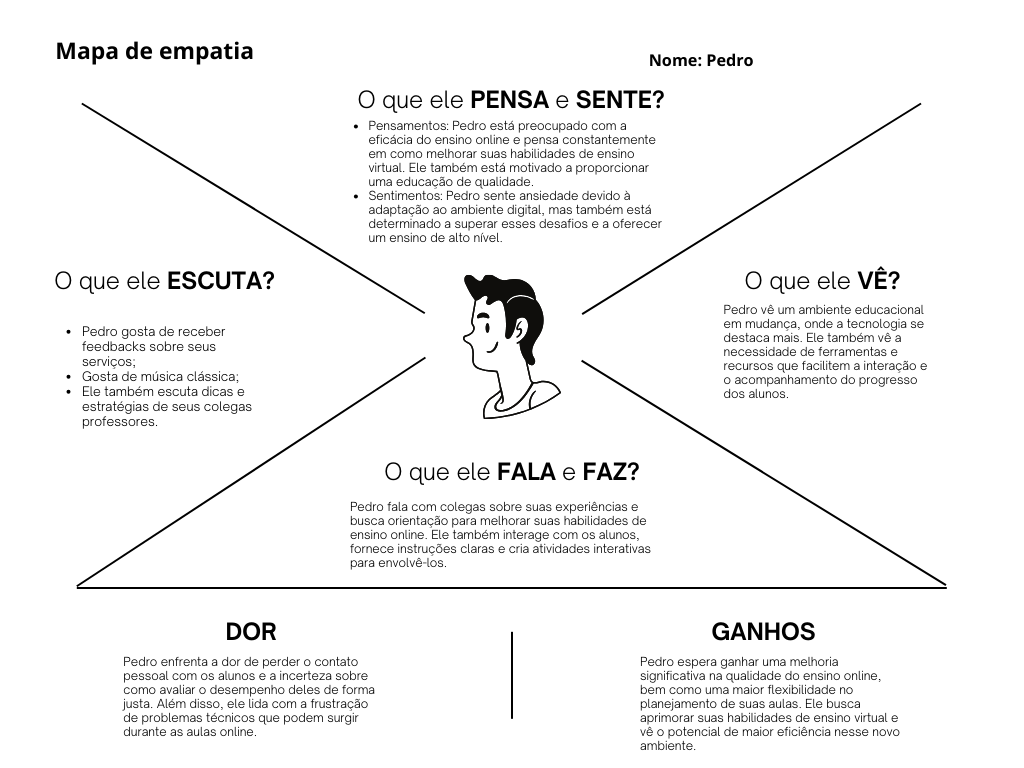 Mapa de empatia
Nome: Pedro
O que ele PENSA e SENTE?
• Pensamentos: Pedro está preocupado com a
eficácia do ensino online e pensa constantemente
em como melhorar suas habilidades de ensino
virtual. Ele também está motivado a proporcionar
uma educação de qualidade.
• Sentimentos: Pedro sente ansiedade devido à
adaptação ao ambiente digital, mas também está
determinado a superar esses desafios e a oferecer
um ensino de alto nível.
O que ele ESCUTA?
• Pedro gosta de receber
feedbacks sobre seus
serviços;
• Gosta de música clássica;
• Ele também escuta dicas e
estratégias de seus colegas
professores.
O que ele VÊ?
Pedro vê um ambiente educacional
em mudança, onde a tecnologia se
destaca mais. Ele também vê a
necessidade de ferramentas e
recursos que facilitem a interação e
o acompanhamento do progresso
dos alunos.
O que ele FALA e FAZ?
Pedro fala com colegas sobre suas experiências e
busca orientação para melhorar suas habilidades de
ensino online. Ele também interage com os alunos,
fornece instruções claras e cria atividades interativas
para envolvê-los.
DOR
Pedro enfrenta a dor de perder o contato
pessoal com os alunos e a incerteza sobre
como avaliar o desempenho deles de forma
justa. Além disso, ele lida com a frustração
de problemas técnicos que podem surgir
durante as aulas online.
GANHOS
Pedro espera ganhar uma melhoria
significativa na qualidade do ensino online,
bem como uma maior flexibilidade no
planejamento de suas aulas. Ele busca
aprimorar suas habilidades de ensino virtual e
vê o potencial de maior eficiência nesse novo
ambiente.